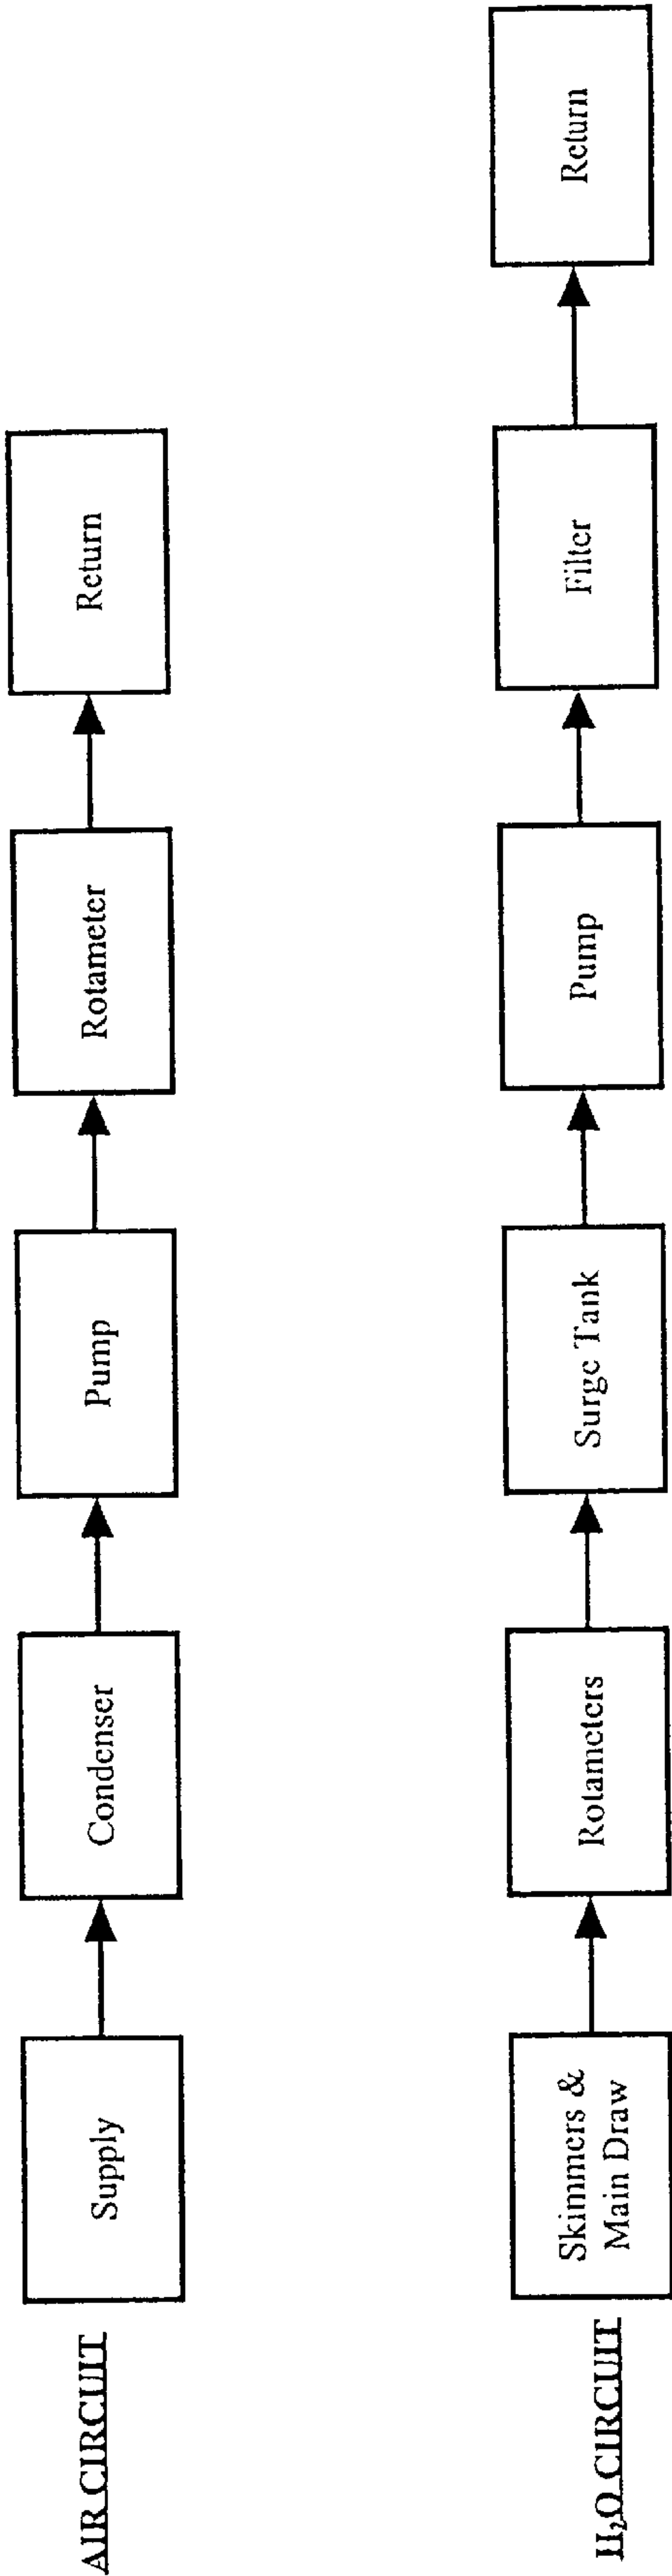 AIR CIRCUIT
Supply
Condenser
Pump
Rotameter
Return
H₂O CIRCUIT
Skimmers &
Main Draw
Rotameters
Surge Tank
Pump
Filter
Return